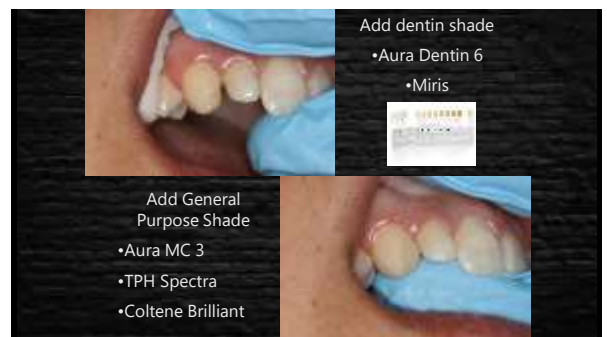 Add dentin shade
•Aura Dentin 6
•Miris
Add General
Purpose Shade
•Aura MC 3
•TPH Spectra
•Coltene Brilliant